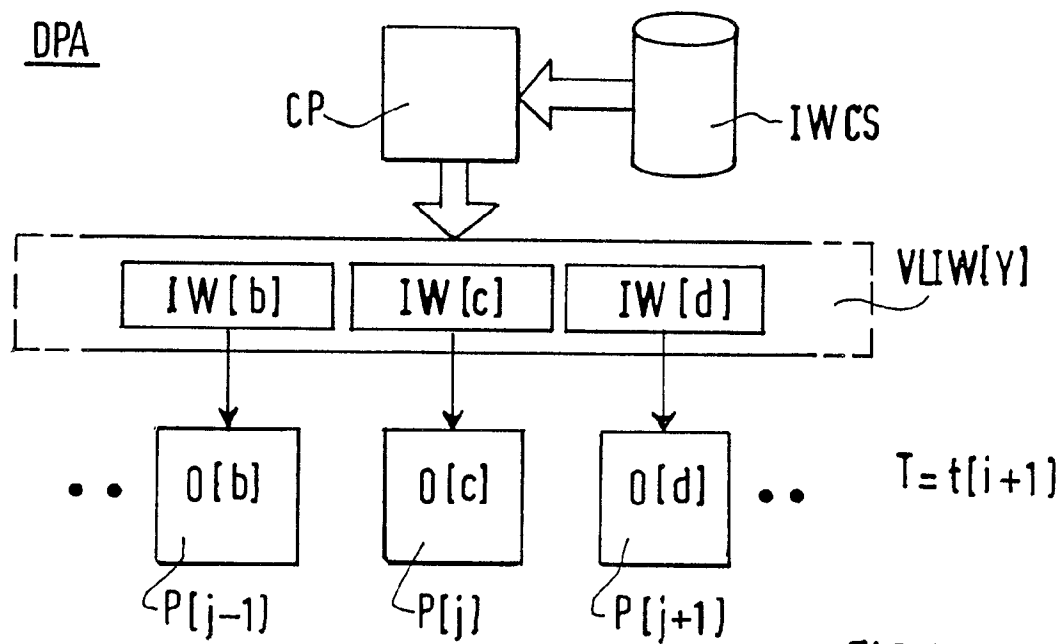 DPA
CP
IWCS
VLIW[Y]
IW[b] IW[c] IW[d]
O[b] O[c] O[d]
T=t[i+1]
P[j-1] P[j] P[j+1]